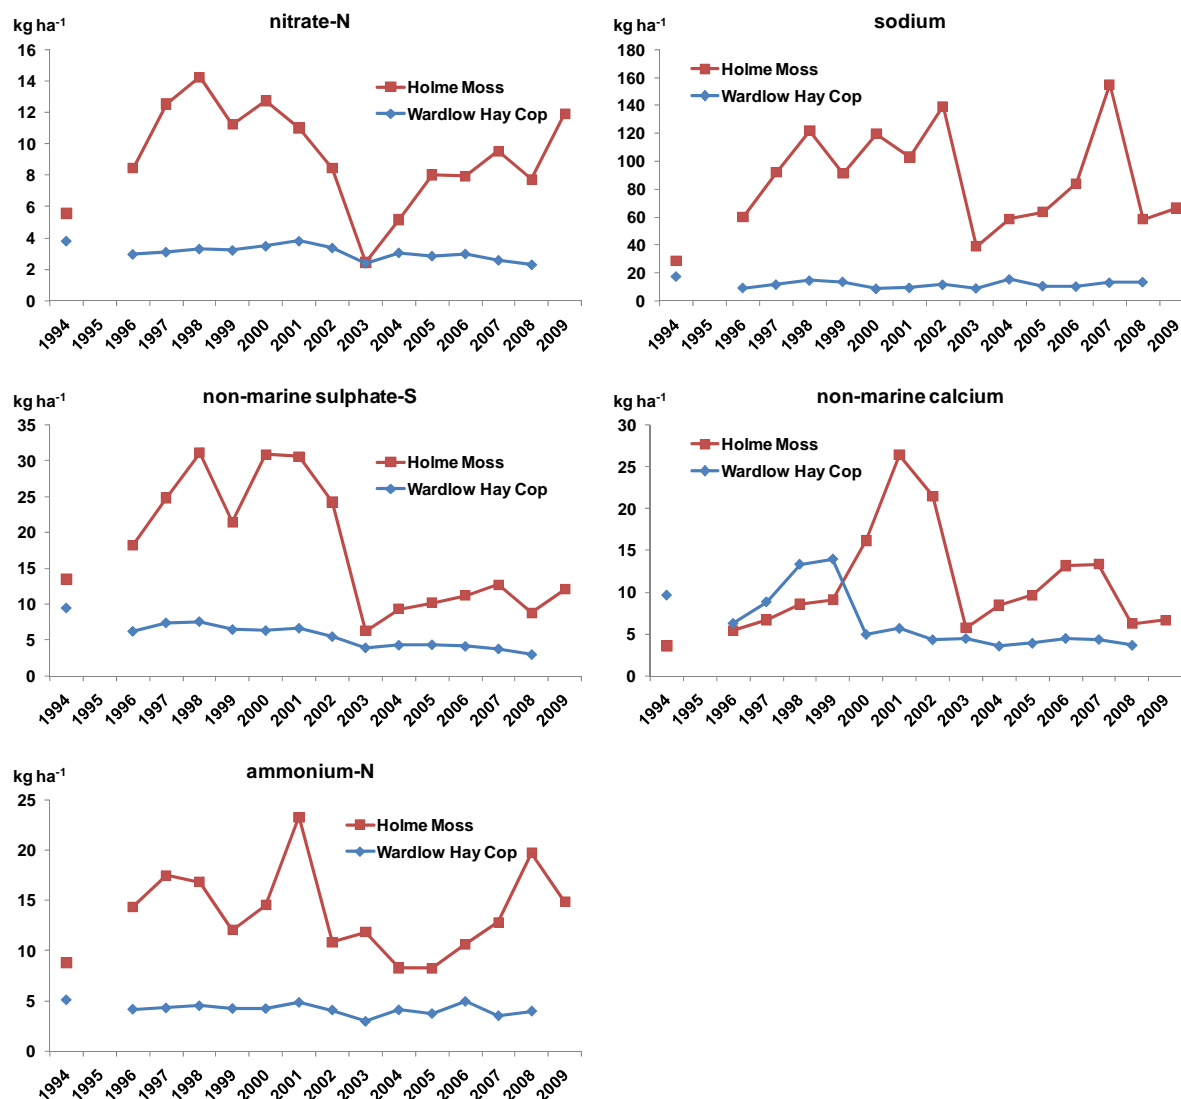 kg ha-1
nitrate-N
16
14
12
10
8
6
4
2
0
Holme Moss
Wardlow Hay Cop
1994 1995 1996 1997 1998 1999 2000 2001 2002 2003 2004 2005 2006 2007 2008 2009
kg ha-1
sodium
180
160
140
120
100
80
60
40
20
0
Holme Moss
Wardlow Hay Cop
1994 1995 1996 1997 1998 1999 2000 2001 2002 2003 2004 2005 2006 2007 2008 2009
kg ha-1
non-marine sulphate-S
35
30
25
20
15
10
5
0
Holme Moss
Wardlow Hay Cop
1994 1995 1996 1997 1998 1999 2000 2001 2002 2003 2004 2005 2006 2007 2008 2009
kg ha-1
non-marine calcium
30
25
20
15
10
5
0
Holme Moss
Wardlow Hay Cop
1994 1995 1996 1997 1998 1999 2000 2001 2002 2003 2004 2005 2006 2007 2008 2009
kg ha-1
ammonium-N
25
20
15
10
5
0
Holme Moss
Wardlow Hay Cop
1994 1995 1996 1997 1998 1999 2000 2001 2002 2003 2004 2005 2006 2007 2008 2009